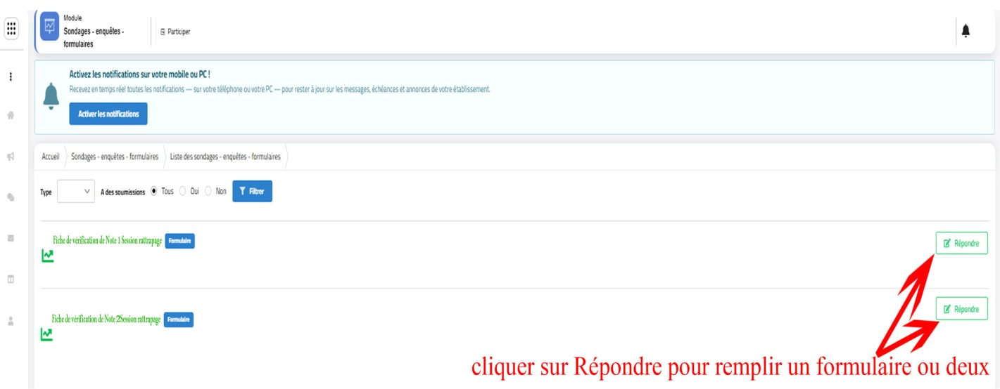 Module
Sondages - enquêtes -
formulaires
Participer
Activez les notifications sur votre mobile ou PC !
Recevez en temps réel toutes les notifications — sur votre téléphone ou votre PC — pour rester à jour sur les messages, échéances et annonces de votre établissement.
Activer les notifications
Accueil Sondages - enquêtes - formulaires Liste des sondages - enquêtes - formulaires
Type A des soumissions Tous Oui Non Filtrer
Fiche de vérification de Note 1 Session rattrapage Formulaire
Répondre
Fiche de vérification de Note 2Session rattrapage Formulaire
Répondre
cliquer sur Répondre pour remplir un formulaire ou deux